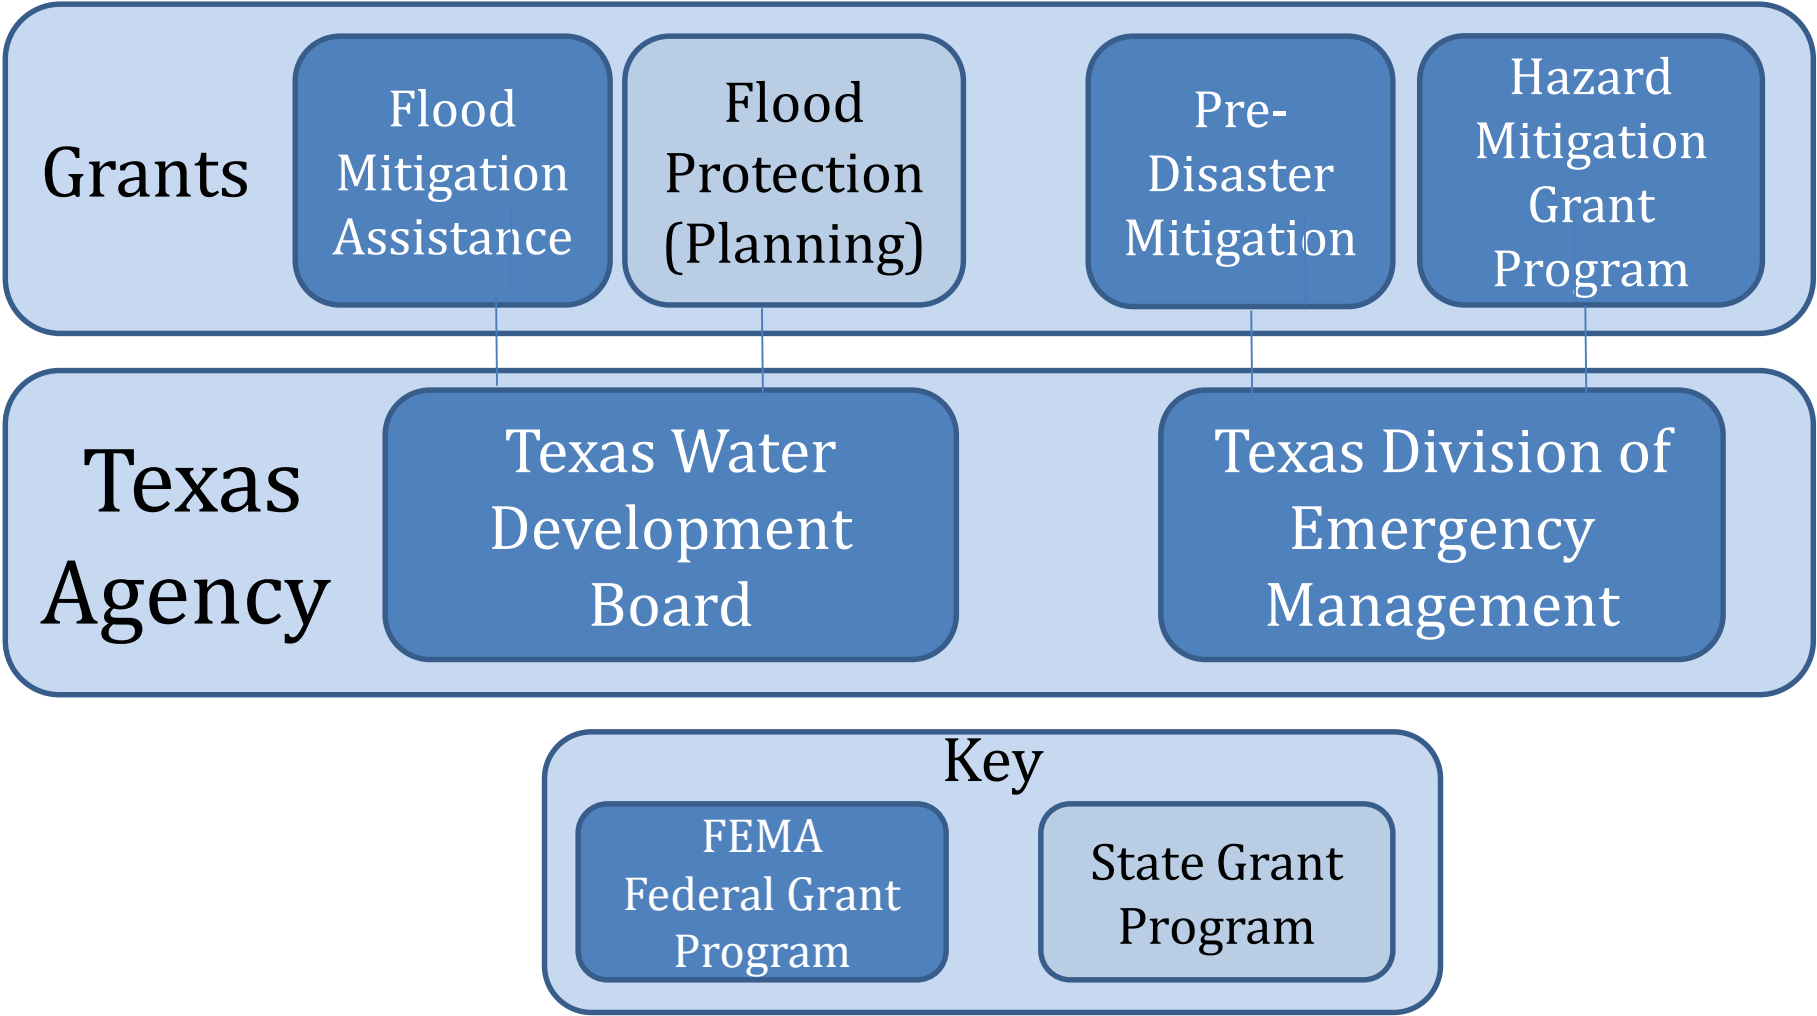 Grants
Flood
Mitigation
Assistance
Flood
Protection
(Planning)
Pre-
Disaster
Mitigation
Hazard
Mitigation
Grant
Program
Texas
Agency
Texas Water
Development
Board
Texas Division of
Emergency
Management
Key
FEMA
Federal Grant
Program
State Grant
Program